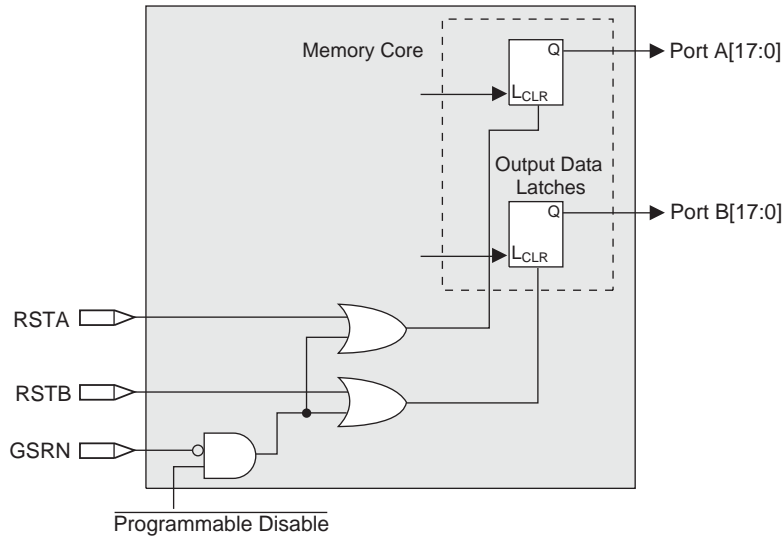 Memory Core
Q
Port A[17:0]
LCLR
Output Data
Latches
Q
Port B[17:0]
LCLR
RSTA
RSTB
GSRN
Programmable Disable